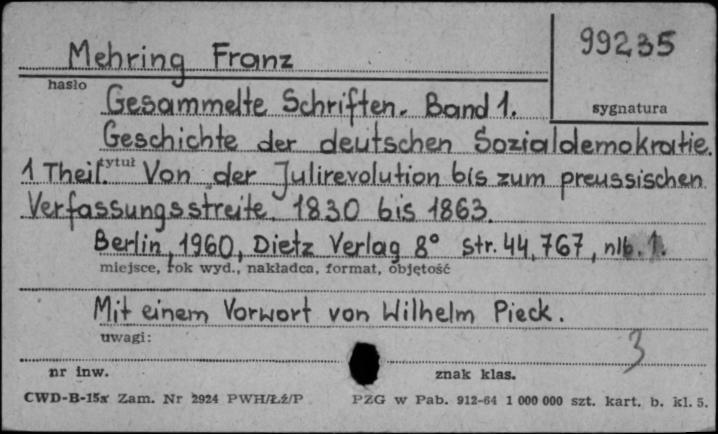 Mehring Franz
99235
hasło
sygnatura
Gesammelte Schriften. Band 1.
Geschichte der deutschen Sozialdemokratie.
tytuł
1 Theil. Von der Julirevolution bis zum preussischen
Verfassungsstreite. 1830 bis 1863.
Berlin, 1960, Dietz Verlag 8° str. 44, 767, nlb. 1.
miejsce, rok wyd., nakładca, format, objętość
Mit einem Vorwort von Wilhelm Pieck.
uwagi:
3
nr inw.
znak klas.
CWD-B-15x Zam. Nr 2924 PWH/Łź/P PZG w Pab. 912-64 1 000 000 szt. kart. b. kl. 5.